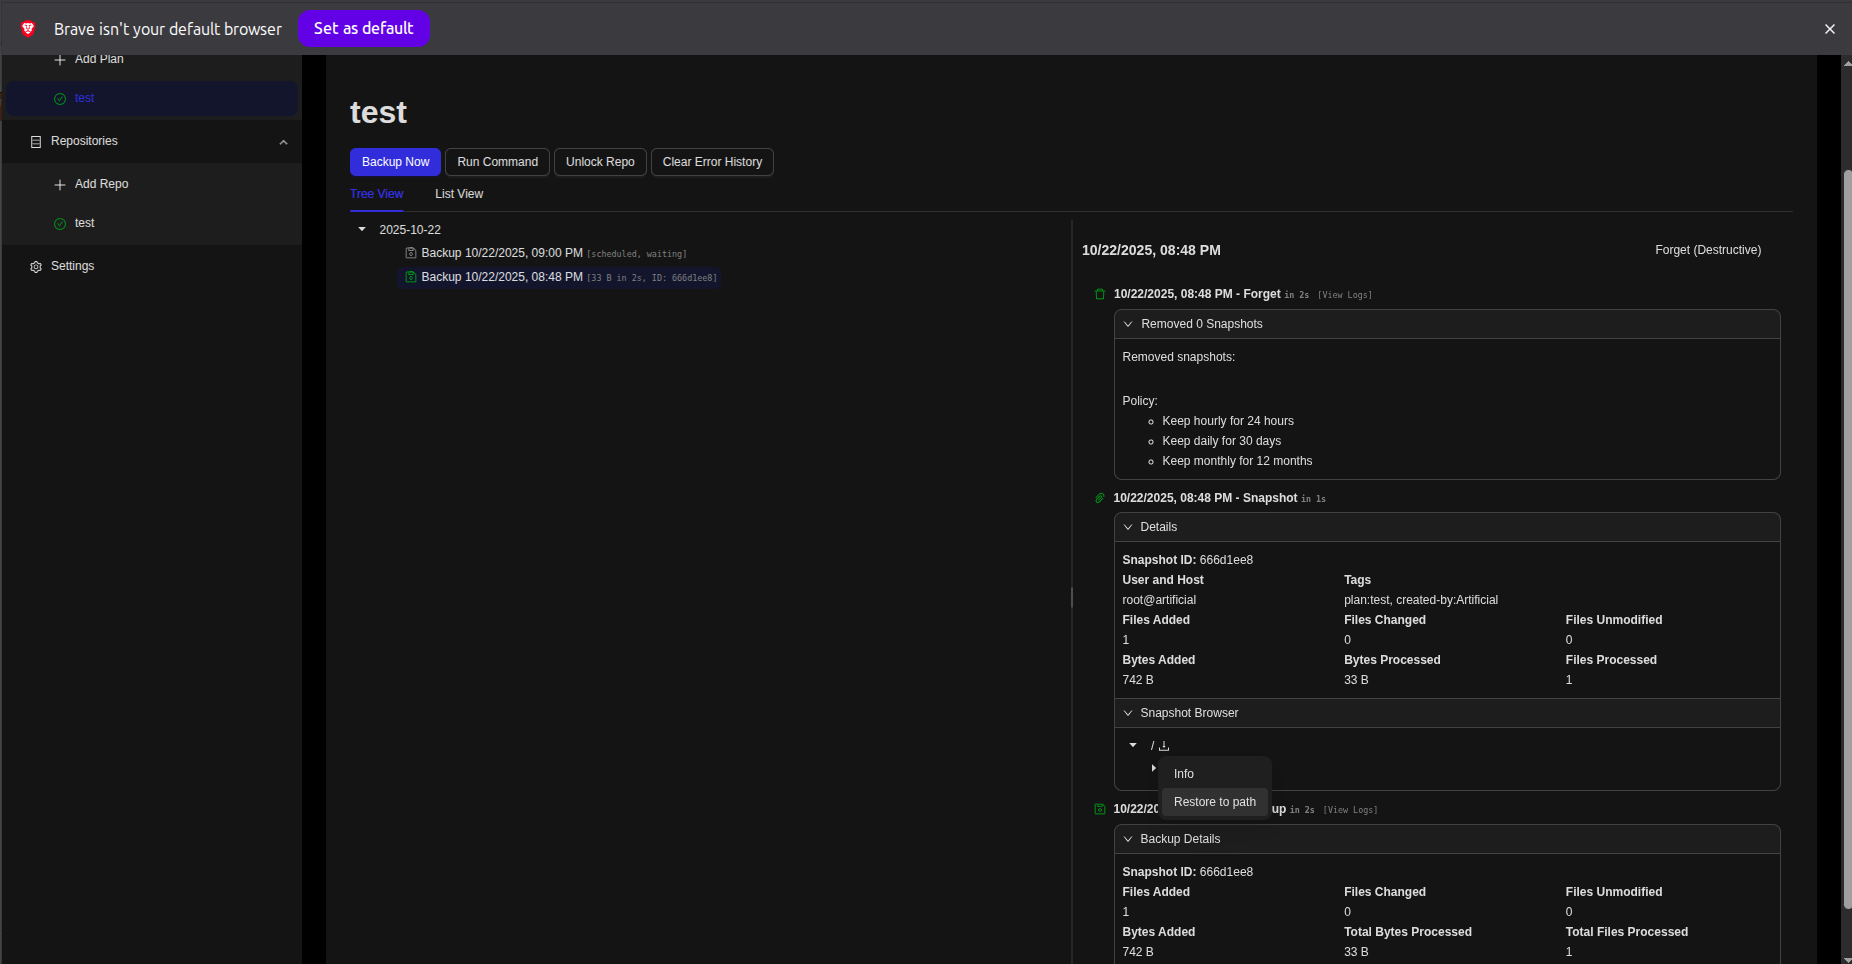 Brave isn't your default browser
Set as default
Add Plan
test
Repositories
Add Repo
test
Settings
test
Backup Now
Run Command
Unlock Repo
Clear Error History
Tree View
List View
2025-10-22
Backup 10/22/2025, 09:00 PM [scheduled, waiting]
Backup 10/22/2025, 08:48 PM [33 B in 2s, ID: 666d1ee8]
10/22/2025, 08:48 PM
Forget (Destructive)
10/22/2025, 08:48 PM - Forget in 2s [View Logs]
Removed 0 Snapshots
Removed snapshots:
Policy:
Keep hourly for 24 hours
Keep daily for 30 days
Keep monthly for 12 months
10/22/2025, 08:48 PM - Snapshot in 1s
Details
Snapshot ID: 666d1ee8
User and Host Tags
root@artificial plan:test, created-by:Artificial
Files Added Files Changed Files Unmodified
1 0 0
Bytes Added Bytes Processed Files Processed
742 B 33 B 1
Snapshot Browser
/
Info
Restore to path
10/22/20 up in 2s [View Logs]
Backup Details
Snapshot ID: 666d1ee8
Files Added Files Changed Files Unmodified
1 0 0
Bytes Added Total Bytes Processed Total Files Processed
742 B 33 B 1